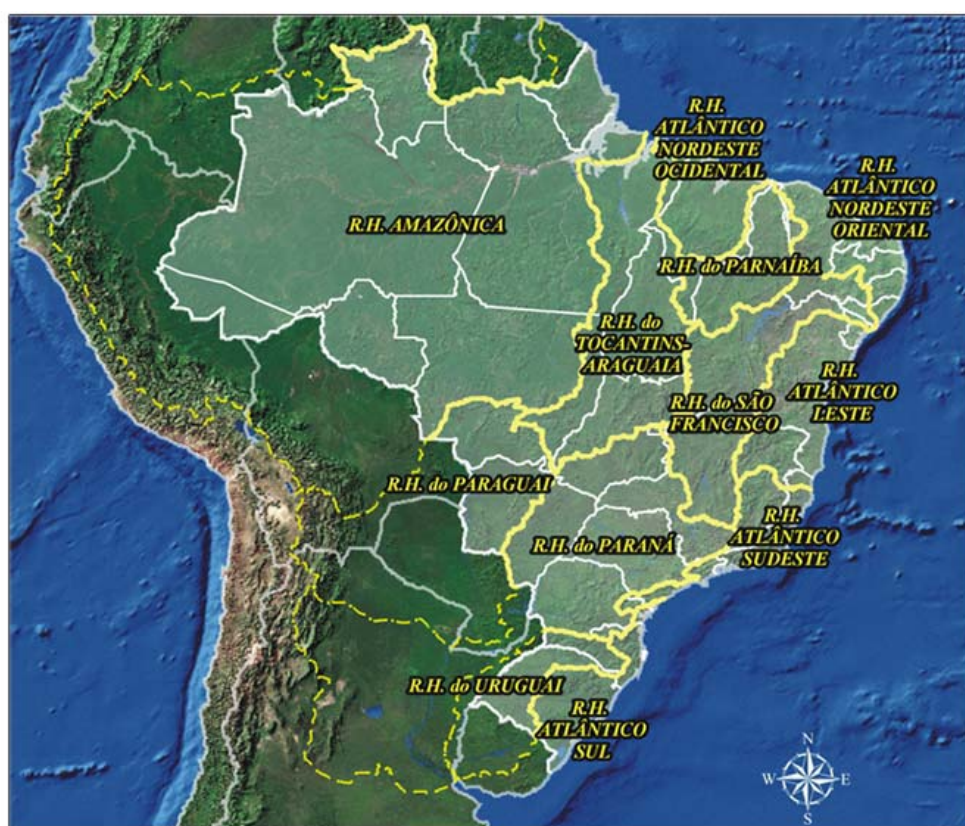 R.H.
ATLÂNTICO
NORDESTE
OCIDENTAL
R.H.
ATLÂNTICO
NORDESTE
ORIENTAL
R.H. AMAZÔNICA
R.H. do PARNAÍBA
R.H. do
TOCANTINS-
ARAGUAIA
R.H.
ATLÂNTICO
LESTE
R.H. do SÃO
FRANCISCO
R.H. do PARAGUAI
R.H. do PARANÁ
R.H.
ATLÂNTICO
SUDESTE
R.H. do URUGUAI
R.H.
ATLÂNTICO
SUL
N
W
E
S